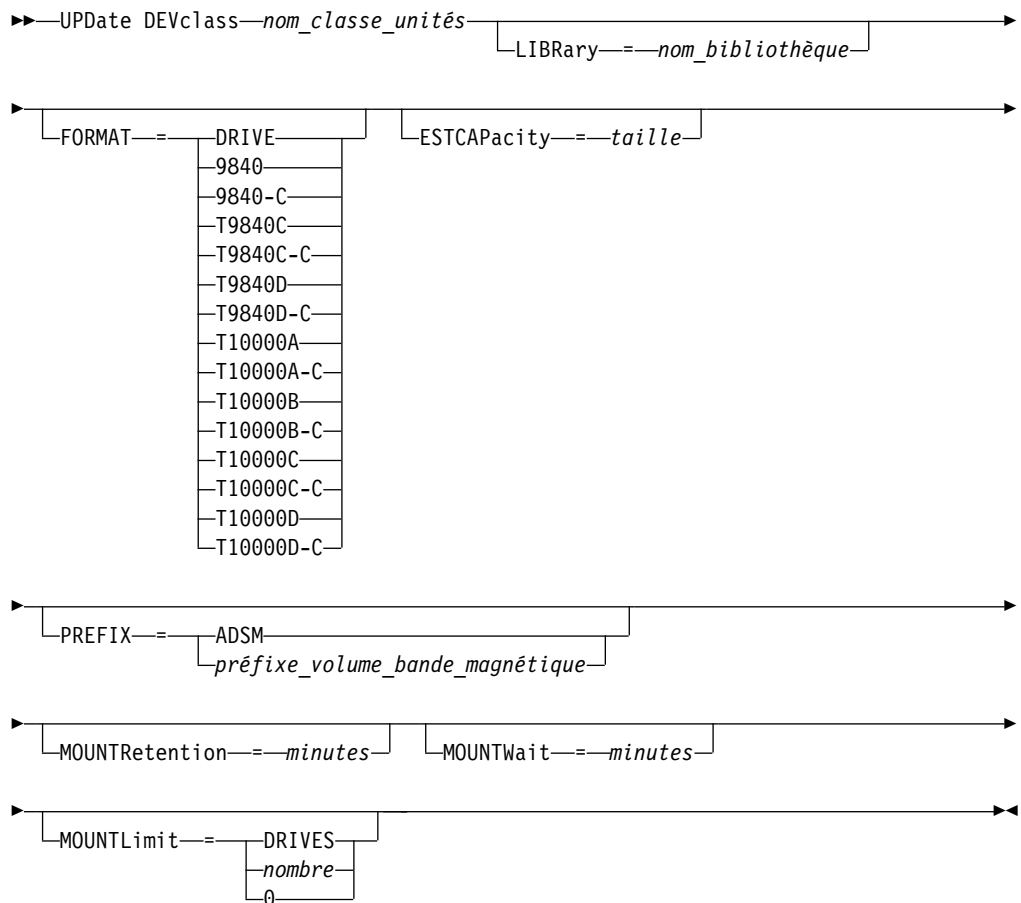 UPDate DEVclass nom_classe_unités
LIBRary = nom_bibliothèque
FORMAT = DRIVE ESTCAPacity = taille
9840
9840-C
T9840C
T9840C-C
T9840D
T9840D-C
T10000A
T10000A-C
T10000B
T10000B-C
T10000C
T10000C-C
T10000D
T10000D-C
PREFIX = ADSM
préfixe_volume_bande_magnétique
MOUNTRetention = minutes MOUNTWait = minutes
MOUNTLimit = DRIVES
nombre
0